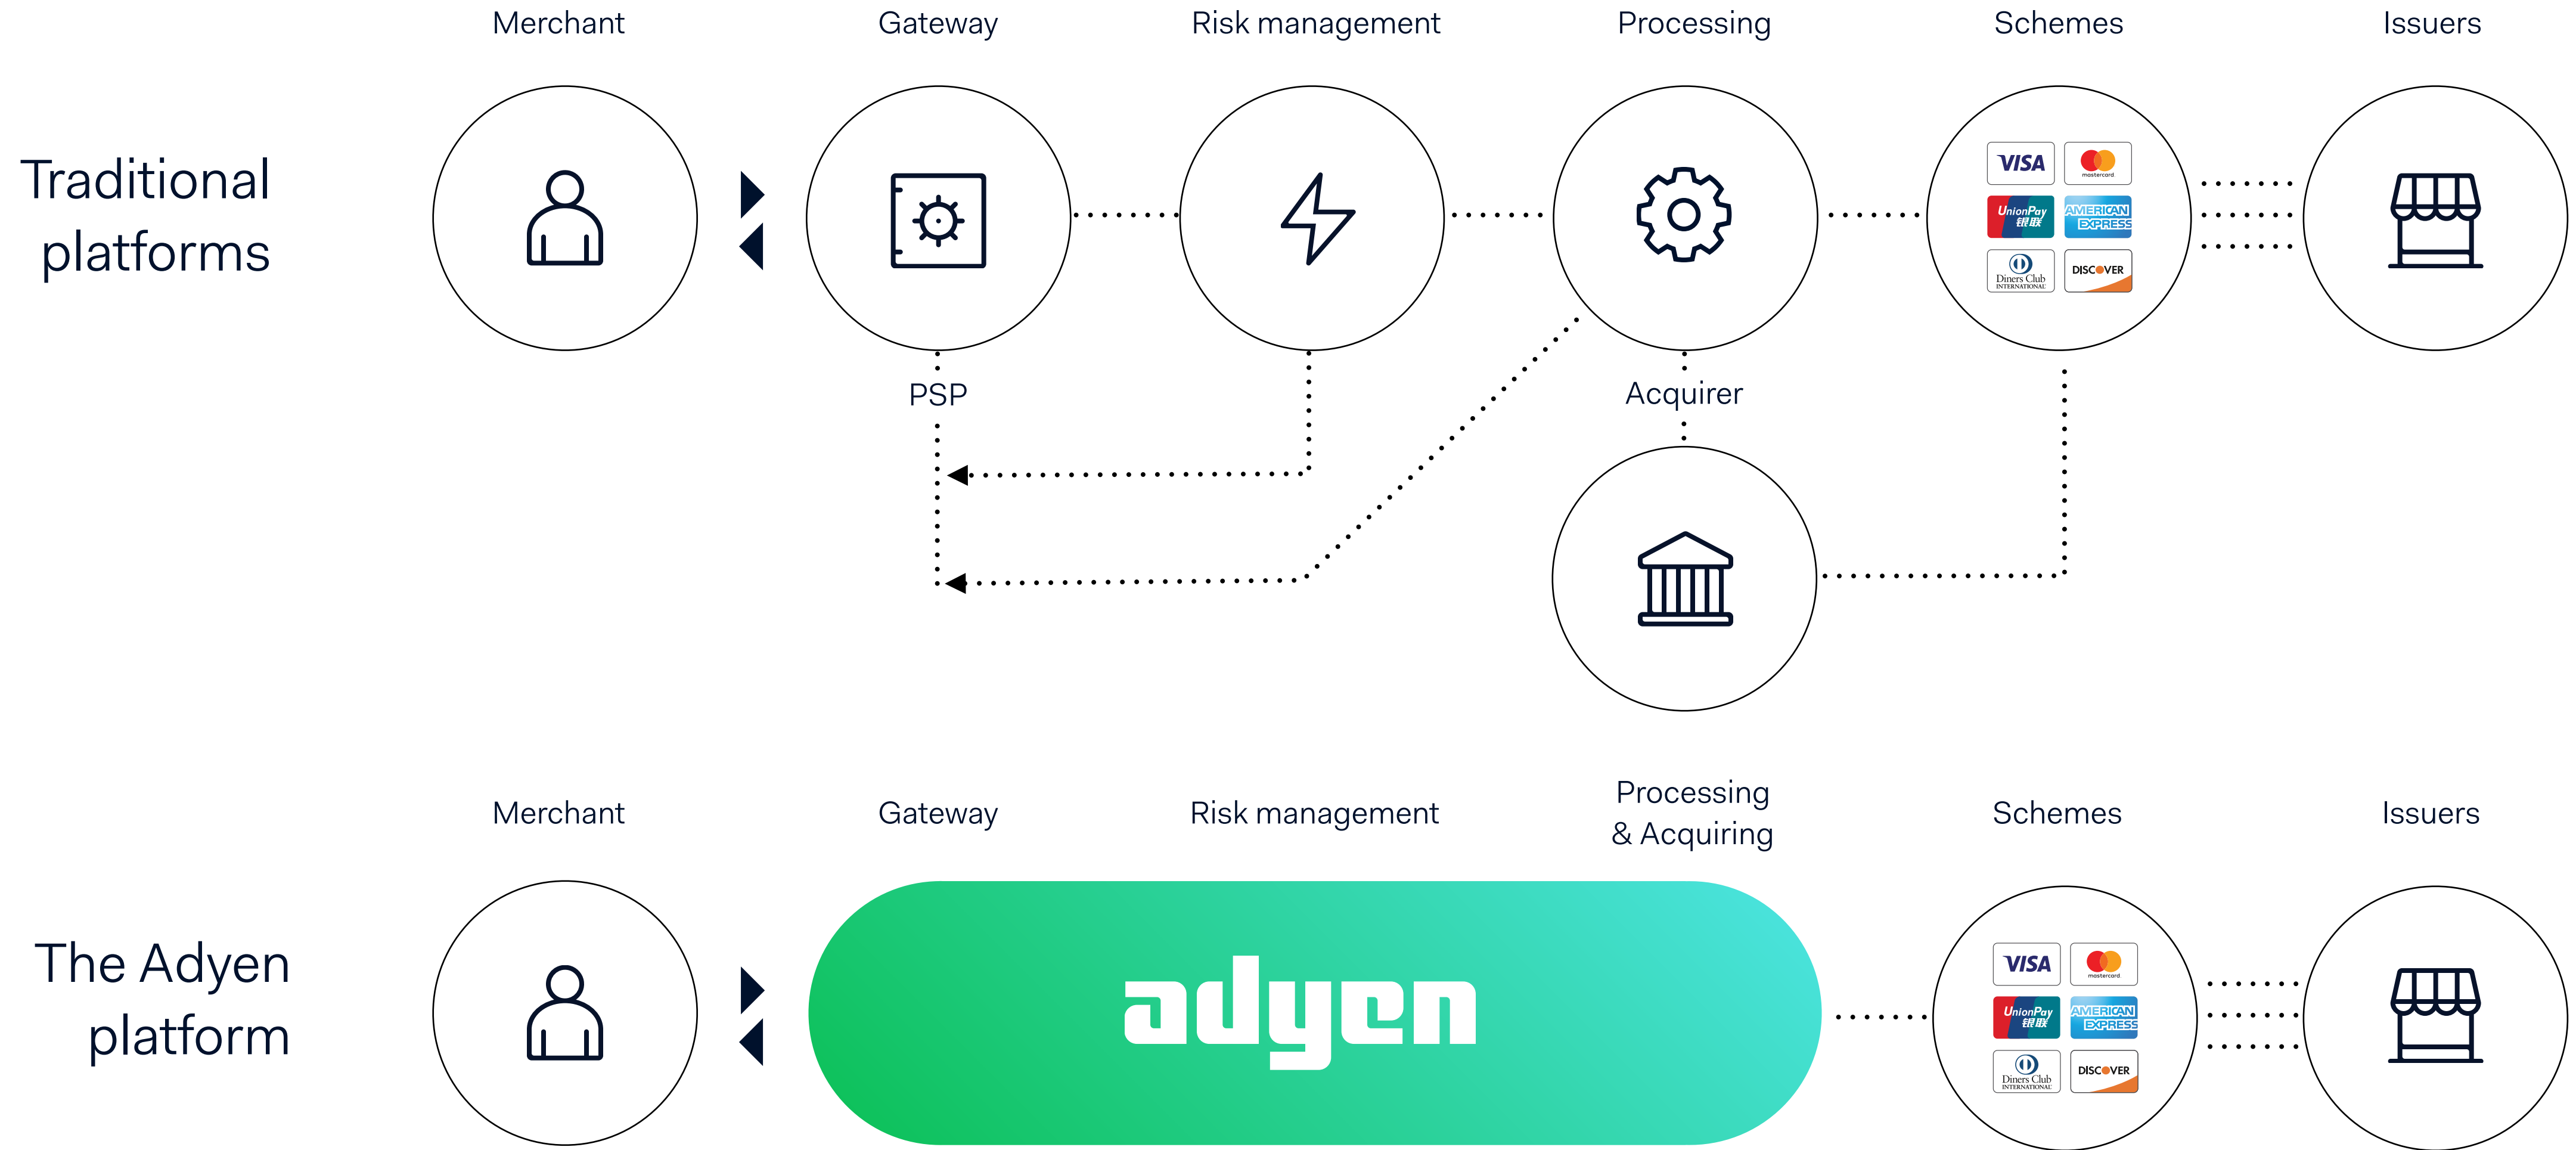 Merchant
Gateway
Risk management
Processing
Schemes
Issuers
Traditional
platforms
VISA
mastercard
UnionPay
银联
AMERICAN
EXPRESS
Diners Club
INTERNATIONAL
DISCOVER
PSP
Acquirer
Merchant
Gateway
Risk management
Processing
& Acquiring
Schemes
Issuers
The Adyen
platform
adyen
VISA
mastercard
UnionPay
银联
AMERICAN
EXPRESS
Diners Club
INTERNATIONAL
DISCOVER